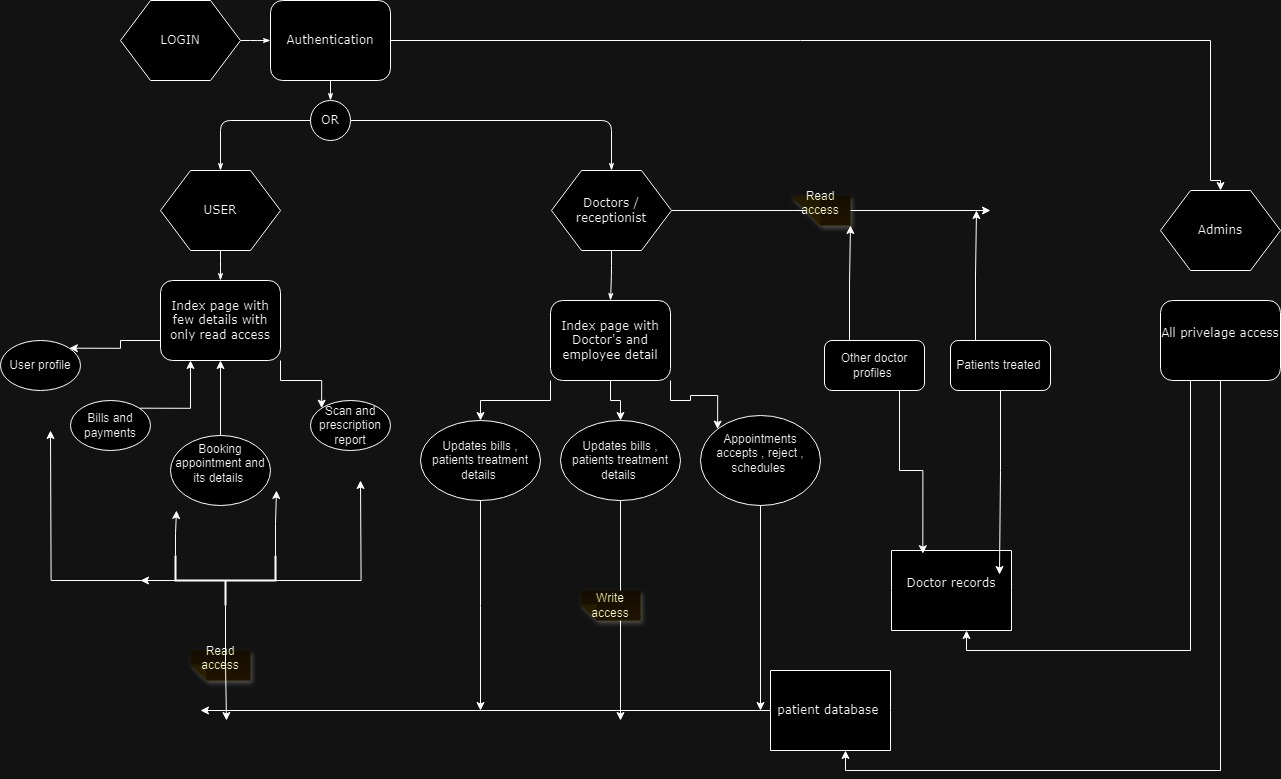 LOGIN
Authentication
OR
USER
Doctors /
receptionist
Read
access
Admins
Index page with
few details with
only read access
Index page with
Doctor's and
employee detail
All privelage access
User profile
Other doctor
profiles
Patients treated
Bills and
payments
Scan and
prescription
report
Booking
appointment and
its details
Updates bills ,
patients treatment
details
Updates bills ,
patients treatment
details
Appointments
accepts , reject ,
schedules
Doctor records
Write
access
Read
access
patient database